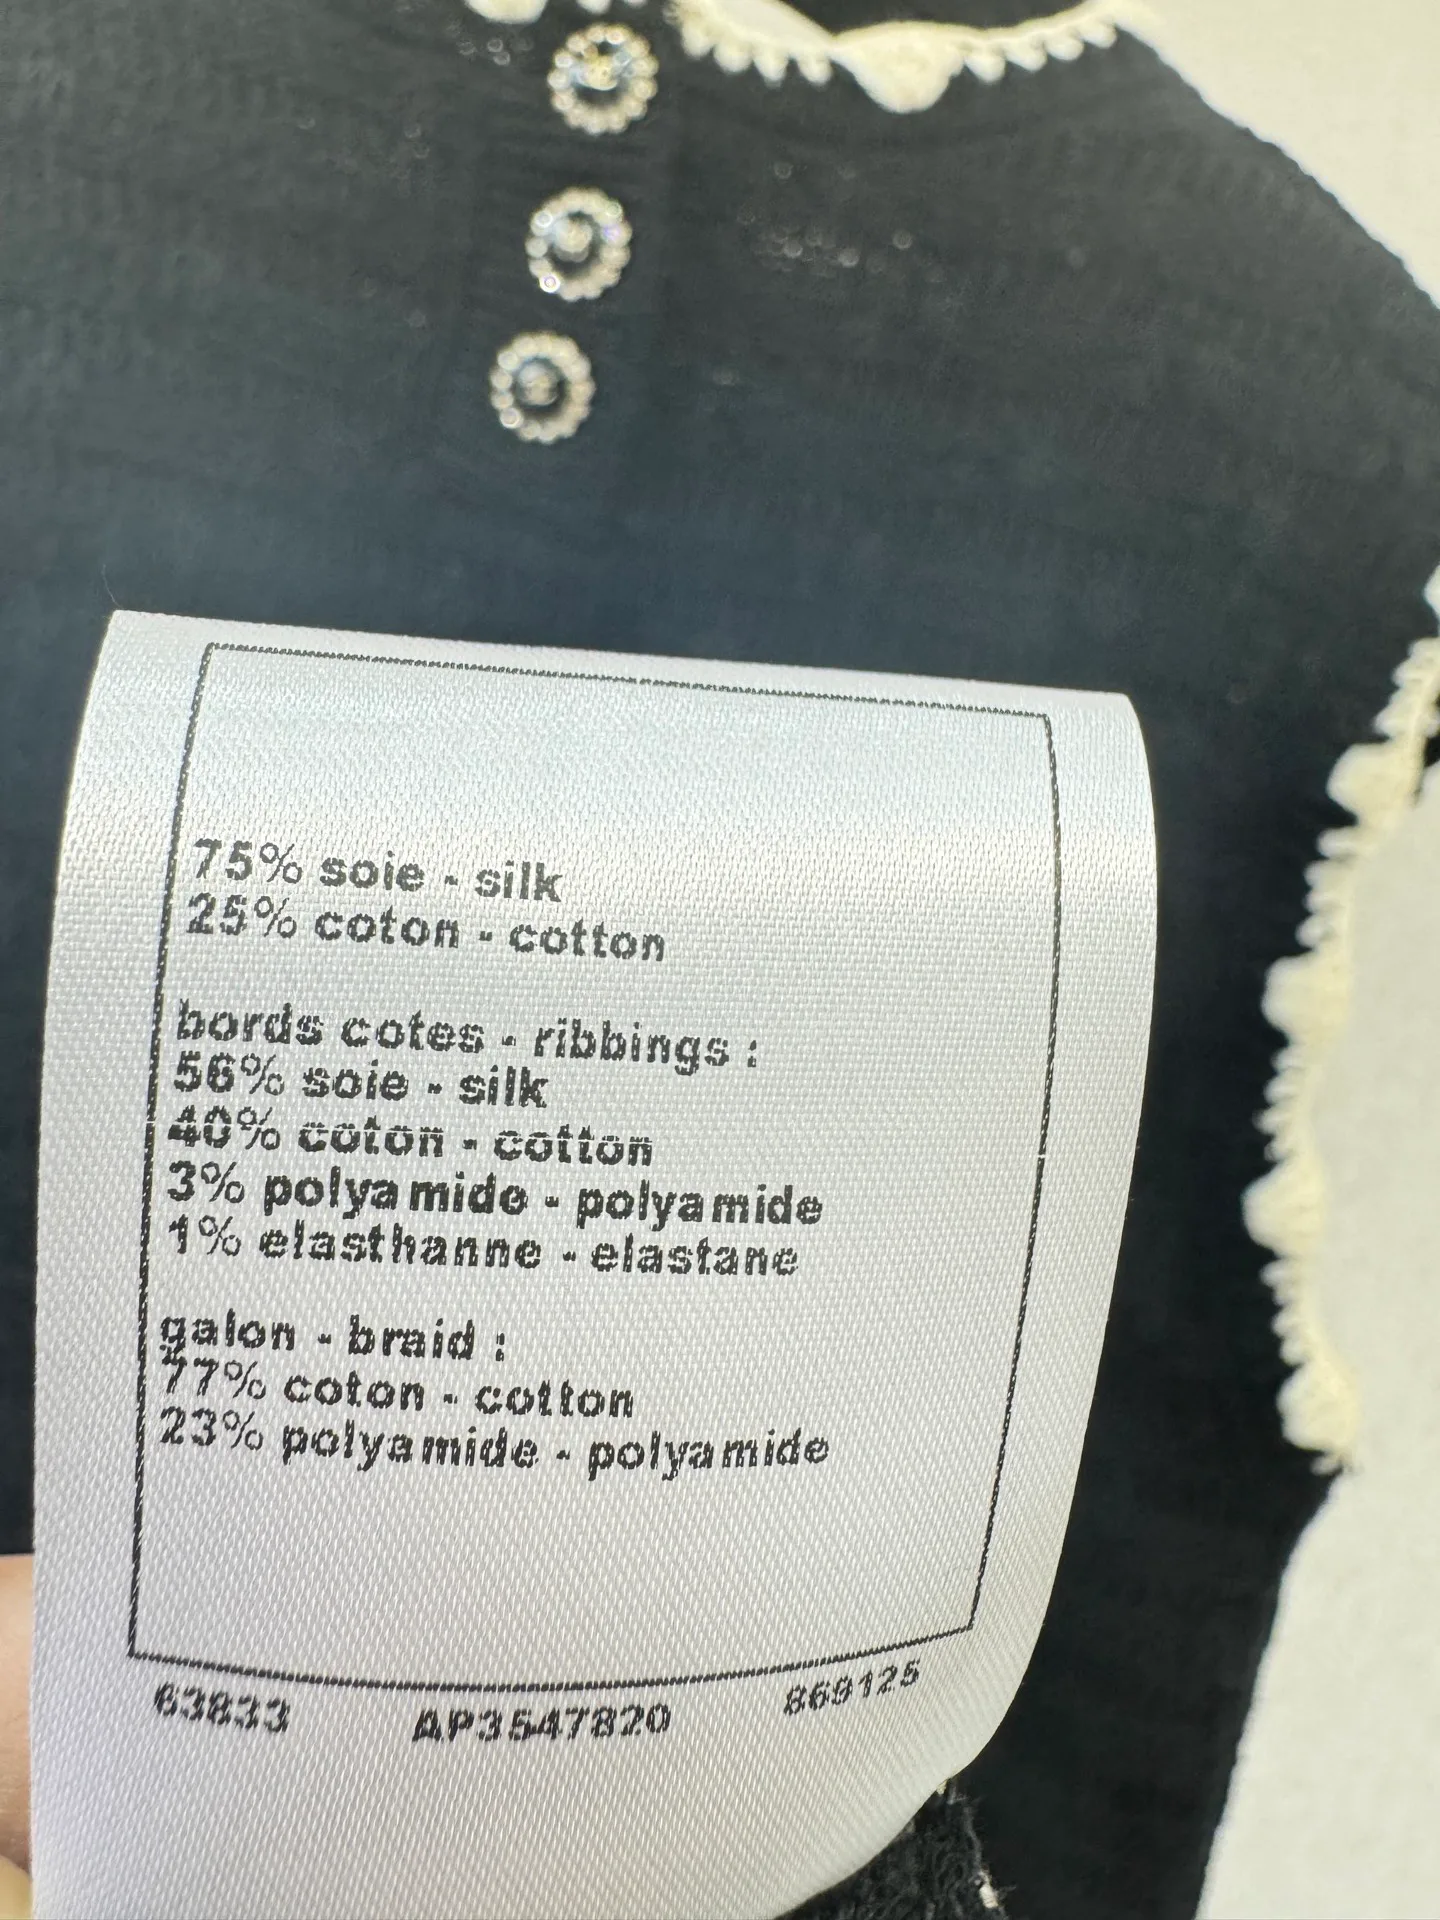 75% soie - silk
25% coton - cotton
bords cotes - ribbings :
56% soie - silk
40% coton - cotton
3% polyamide - polyamide
1% elasthanne - elastane
galon - braid :
77% coton - cotton
23% polyamide - polyamide
63833 AP3547820 869125